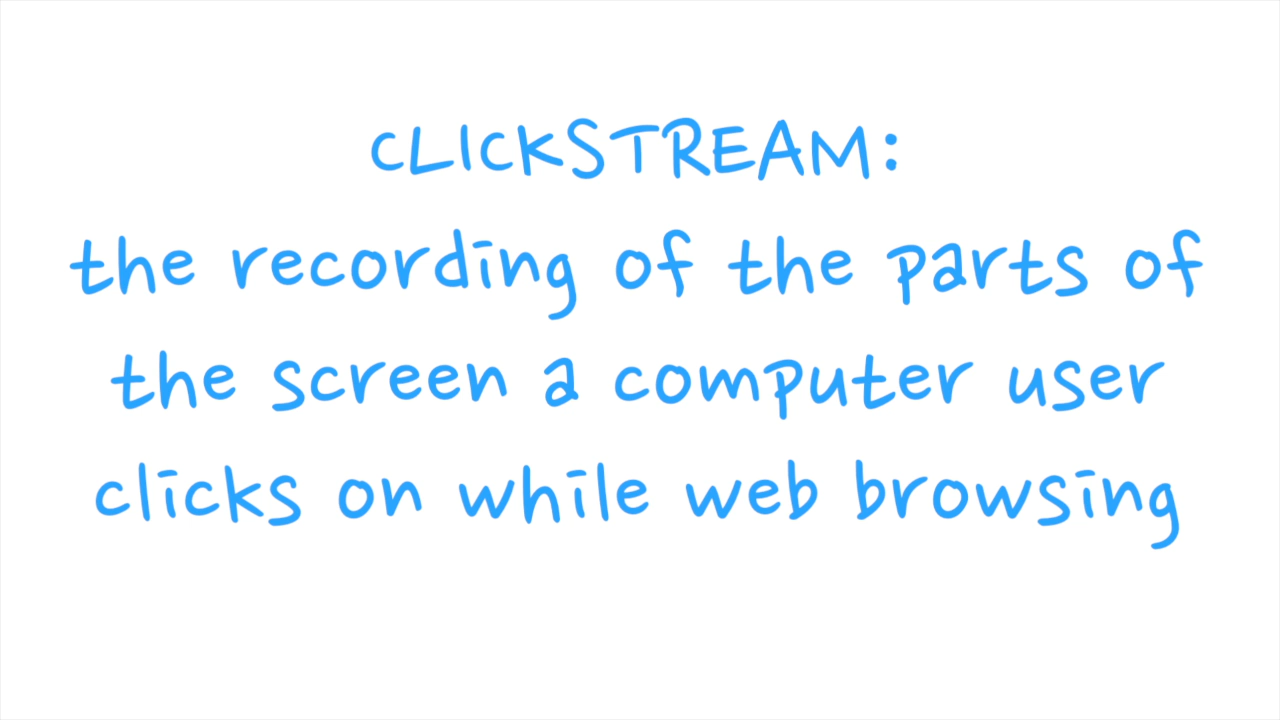 CLICKSTREAM:
the recording of the parts of
the screen a computer user
clicks on while web browsing